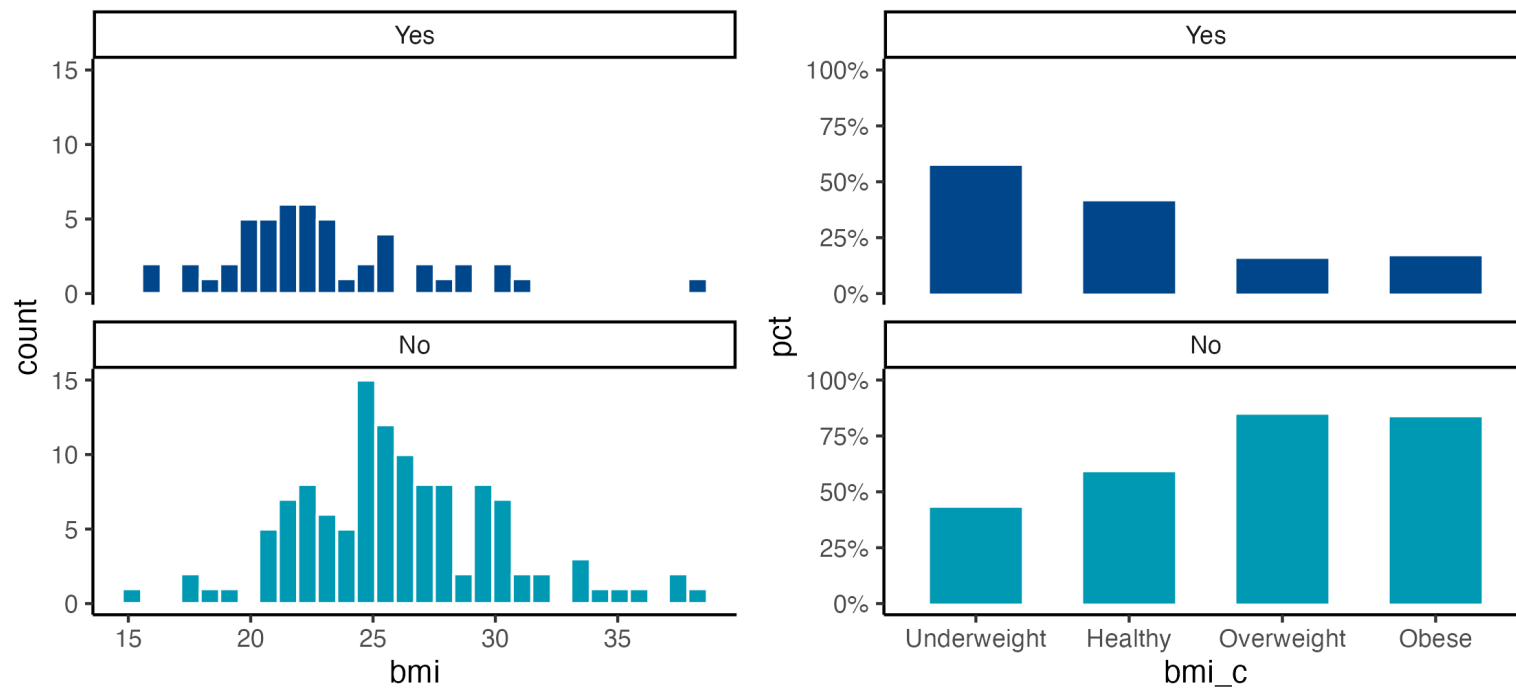 Yes
15
10
5
0
count
No
15
10
5
0
15 20 25 30 35
bmi
Yes
100%
75%
50%
25%
0%
pct
No
100%
75%
50%
25%
0%
Underweight Healthy Overweight Obese
bmi_c